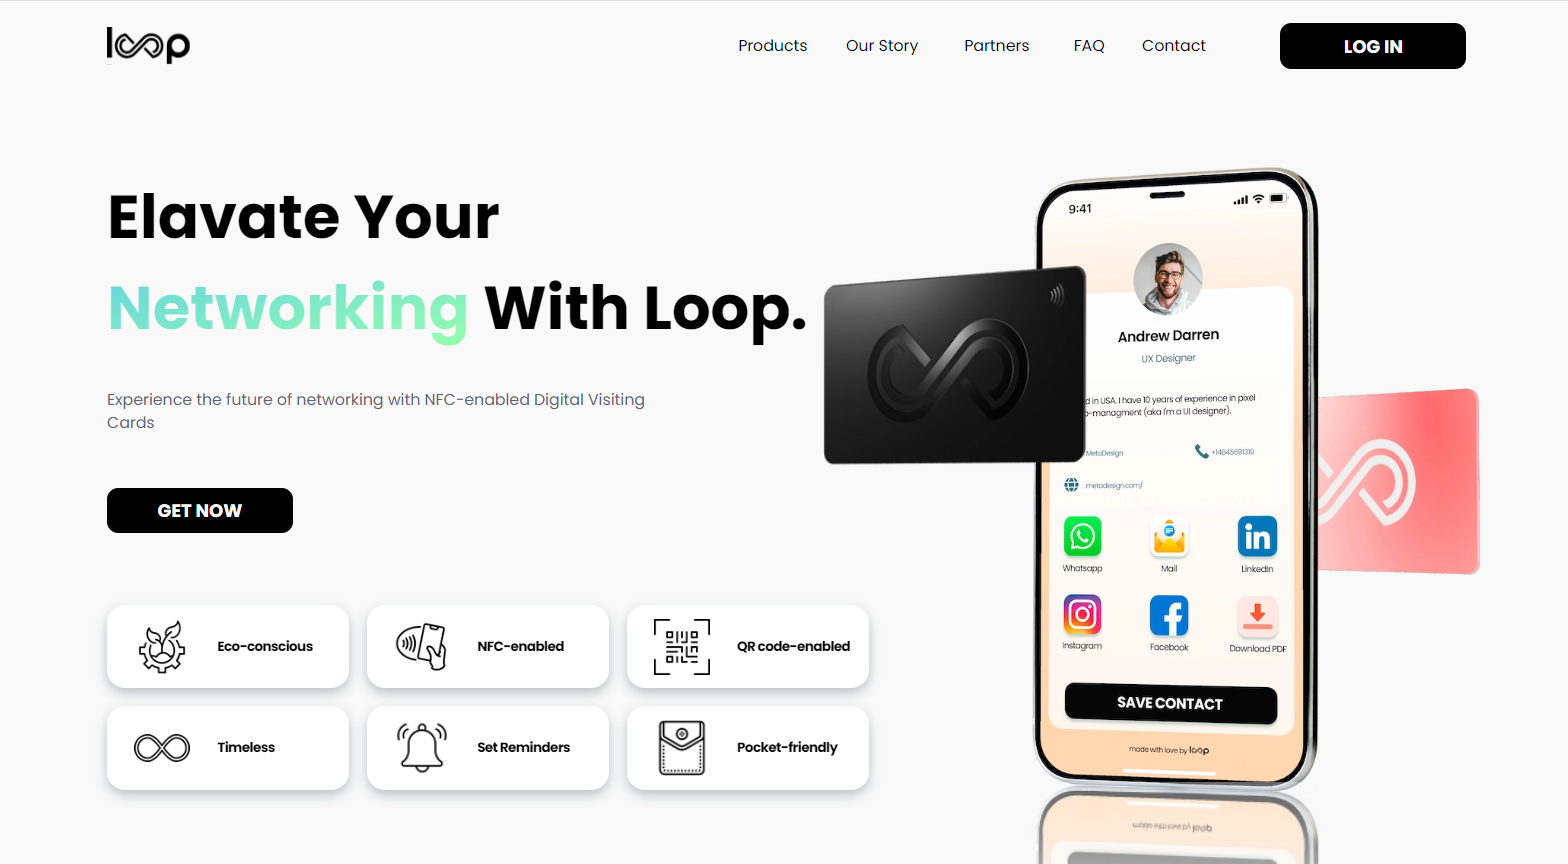 loop
Products Our Story Partners FAQ Contact LOG IN
Elavate Your
Networking With Loop.
Experience the future of networking with NFC-enabled Digital Visiting
Cards
GET NOW
Eco-conscious NFC-enabled QR code-enabled
Timeless Set Reminders Pocket-friendly
9:41
Andrew Darren
UX Designer
in USA. I have 10 years of experience in pixel
-managment (aka I'm a UI designer).
MetaDesign +14845691319
metadesign.com/
Whatsapp Mail LinkedIn
Instagram Facebook Download PDF
SAVE CONTACT
made with love by loop